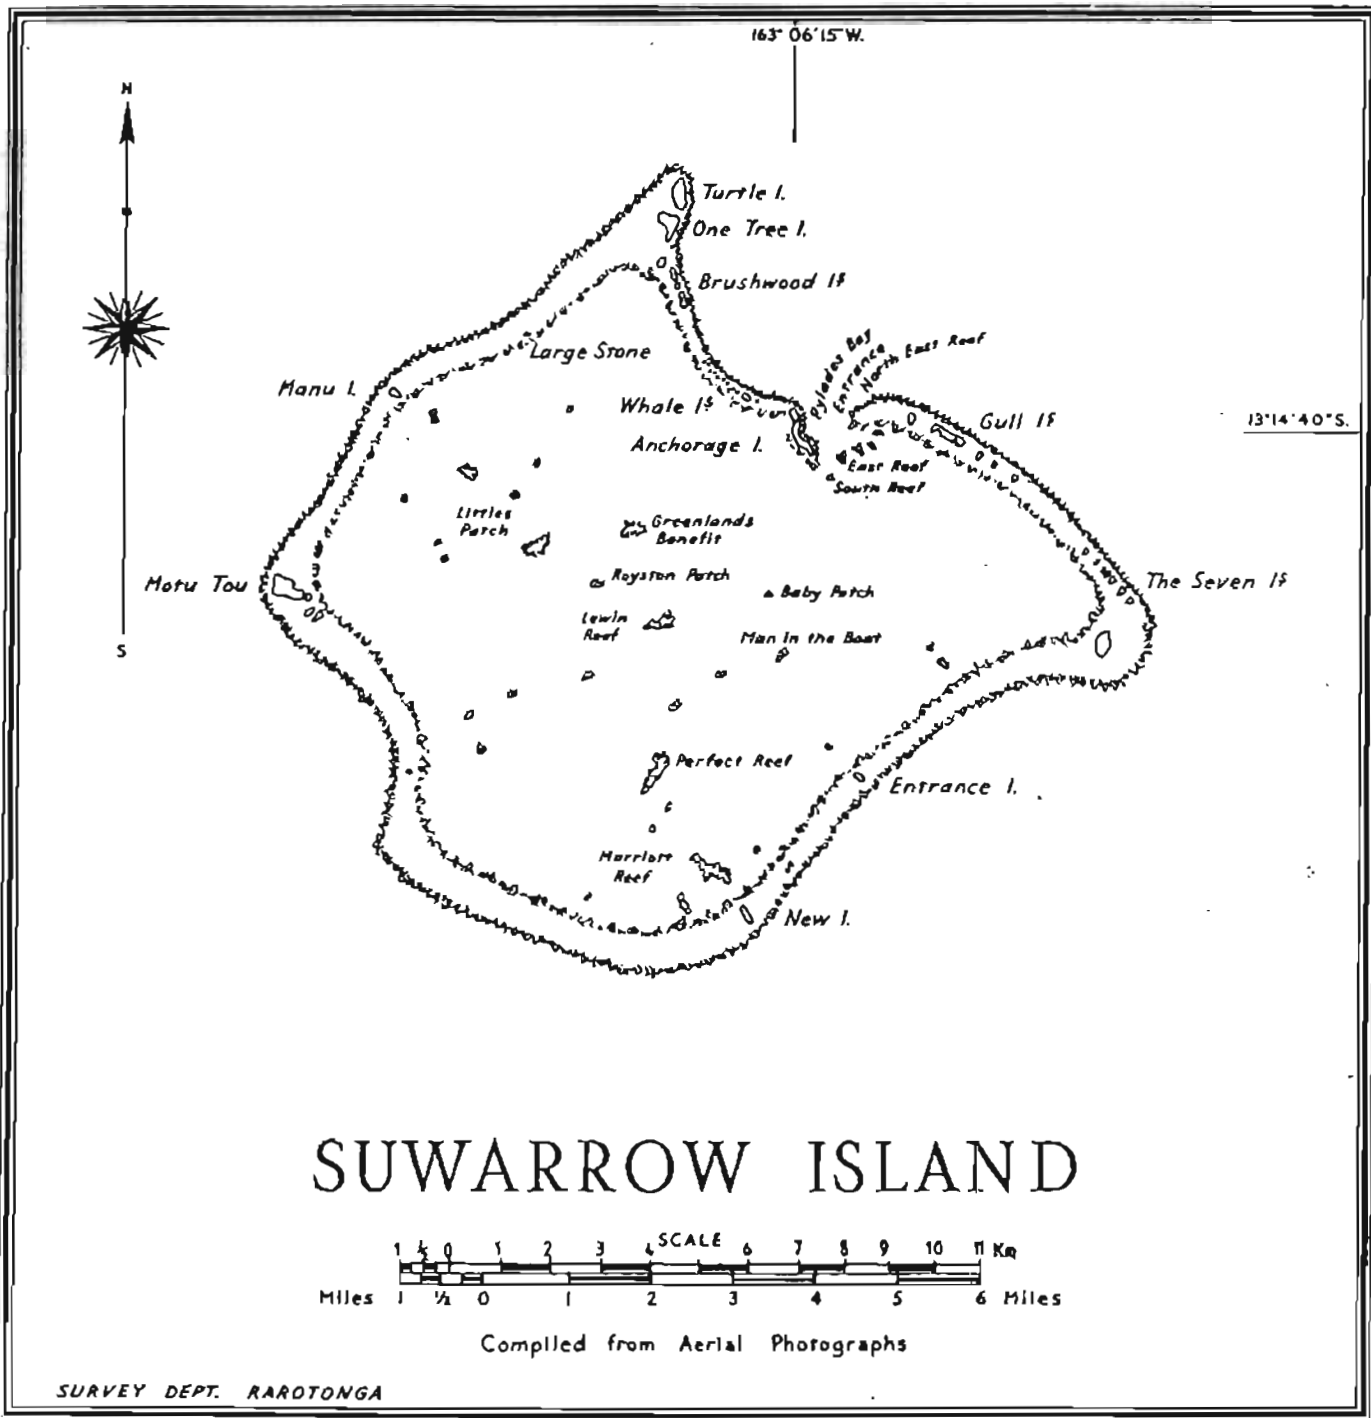 163° 06' 15" W.
N
Turtle I.
One Tree I.
Brushwood Is
Large Stone
Pylades Bay
Entrance
North East Reef
Manu I.
Whale Is
Gull Is
13° 14' 40" S.
Anchorage I.
East Reef
South Reef
Littles
Patch
Greenlands
Benefit
Motu Tou
Royston Patch
Baby Patch
The Seven Is
Lewin
Reef
Man in the Boat
S
Perfect Reef
Entrance I.
Marriott
Reef
New I.
SUWARROW ISLAND
SCALE
1 ½ 0 1 2 3 4 6 7 8 9 10 11 Km
Miles 1 ½ 0 1 2 3 4 5 6 Miles
Compiled from Aerial Photographs
SURVEY DEPT. RAROTONGA